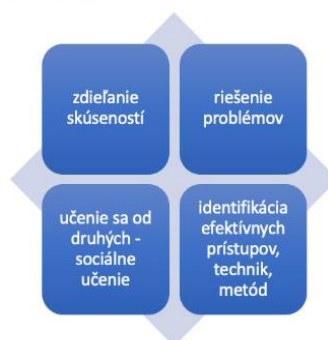 zdieľanie
skúseností
riešenie
problémov
učenie sa od
druhých -
sociálne
učenie
identifikácia
efektívnych
prístupov,
techník,
metód